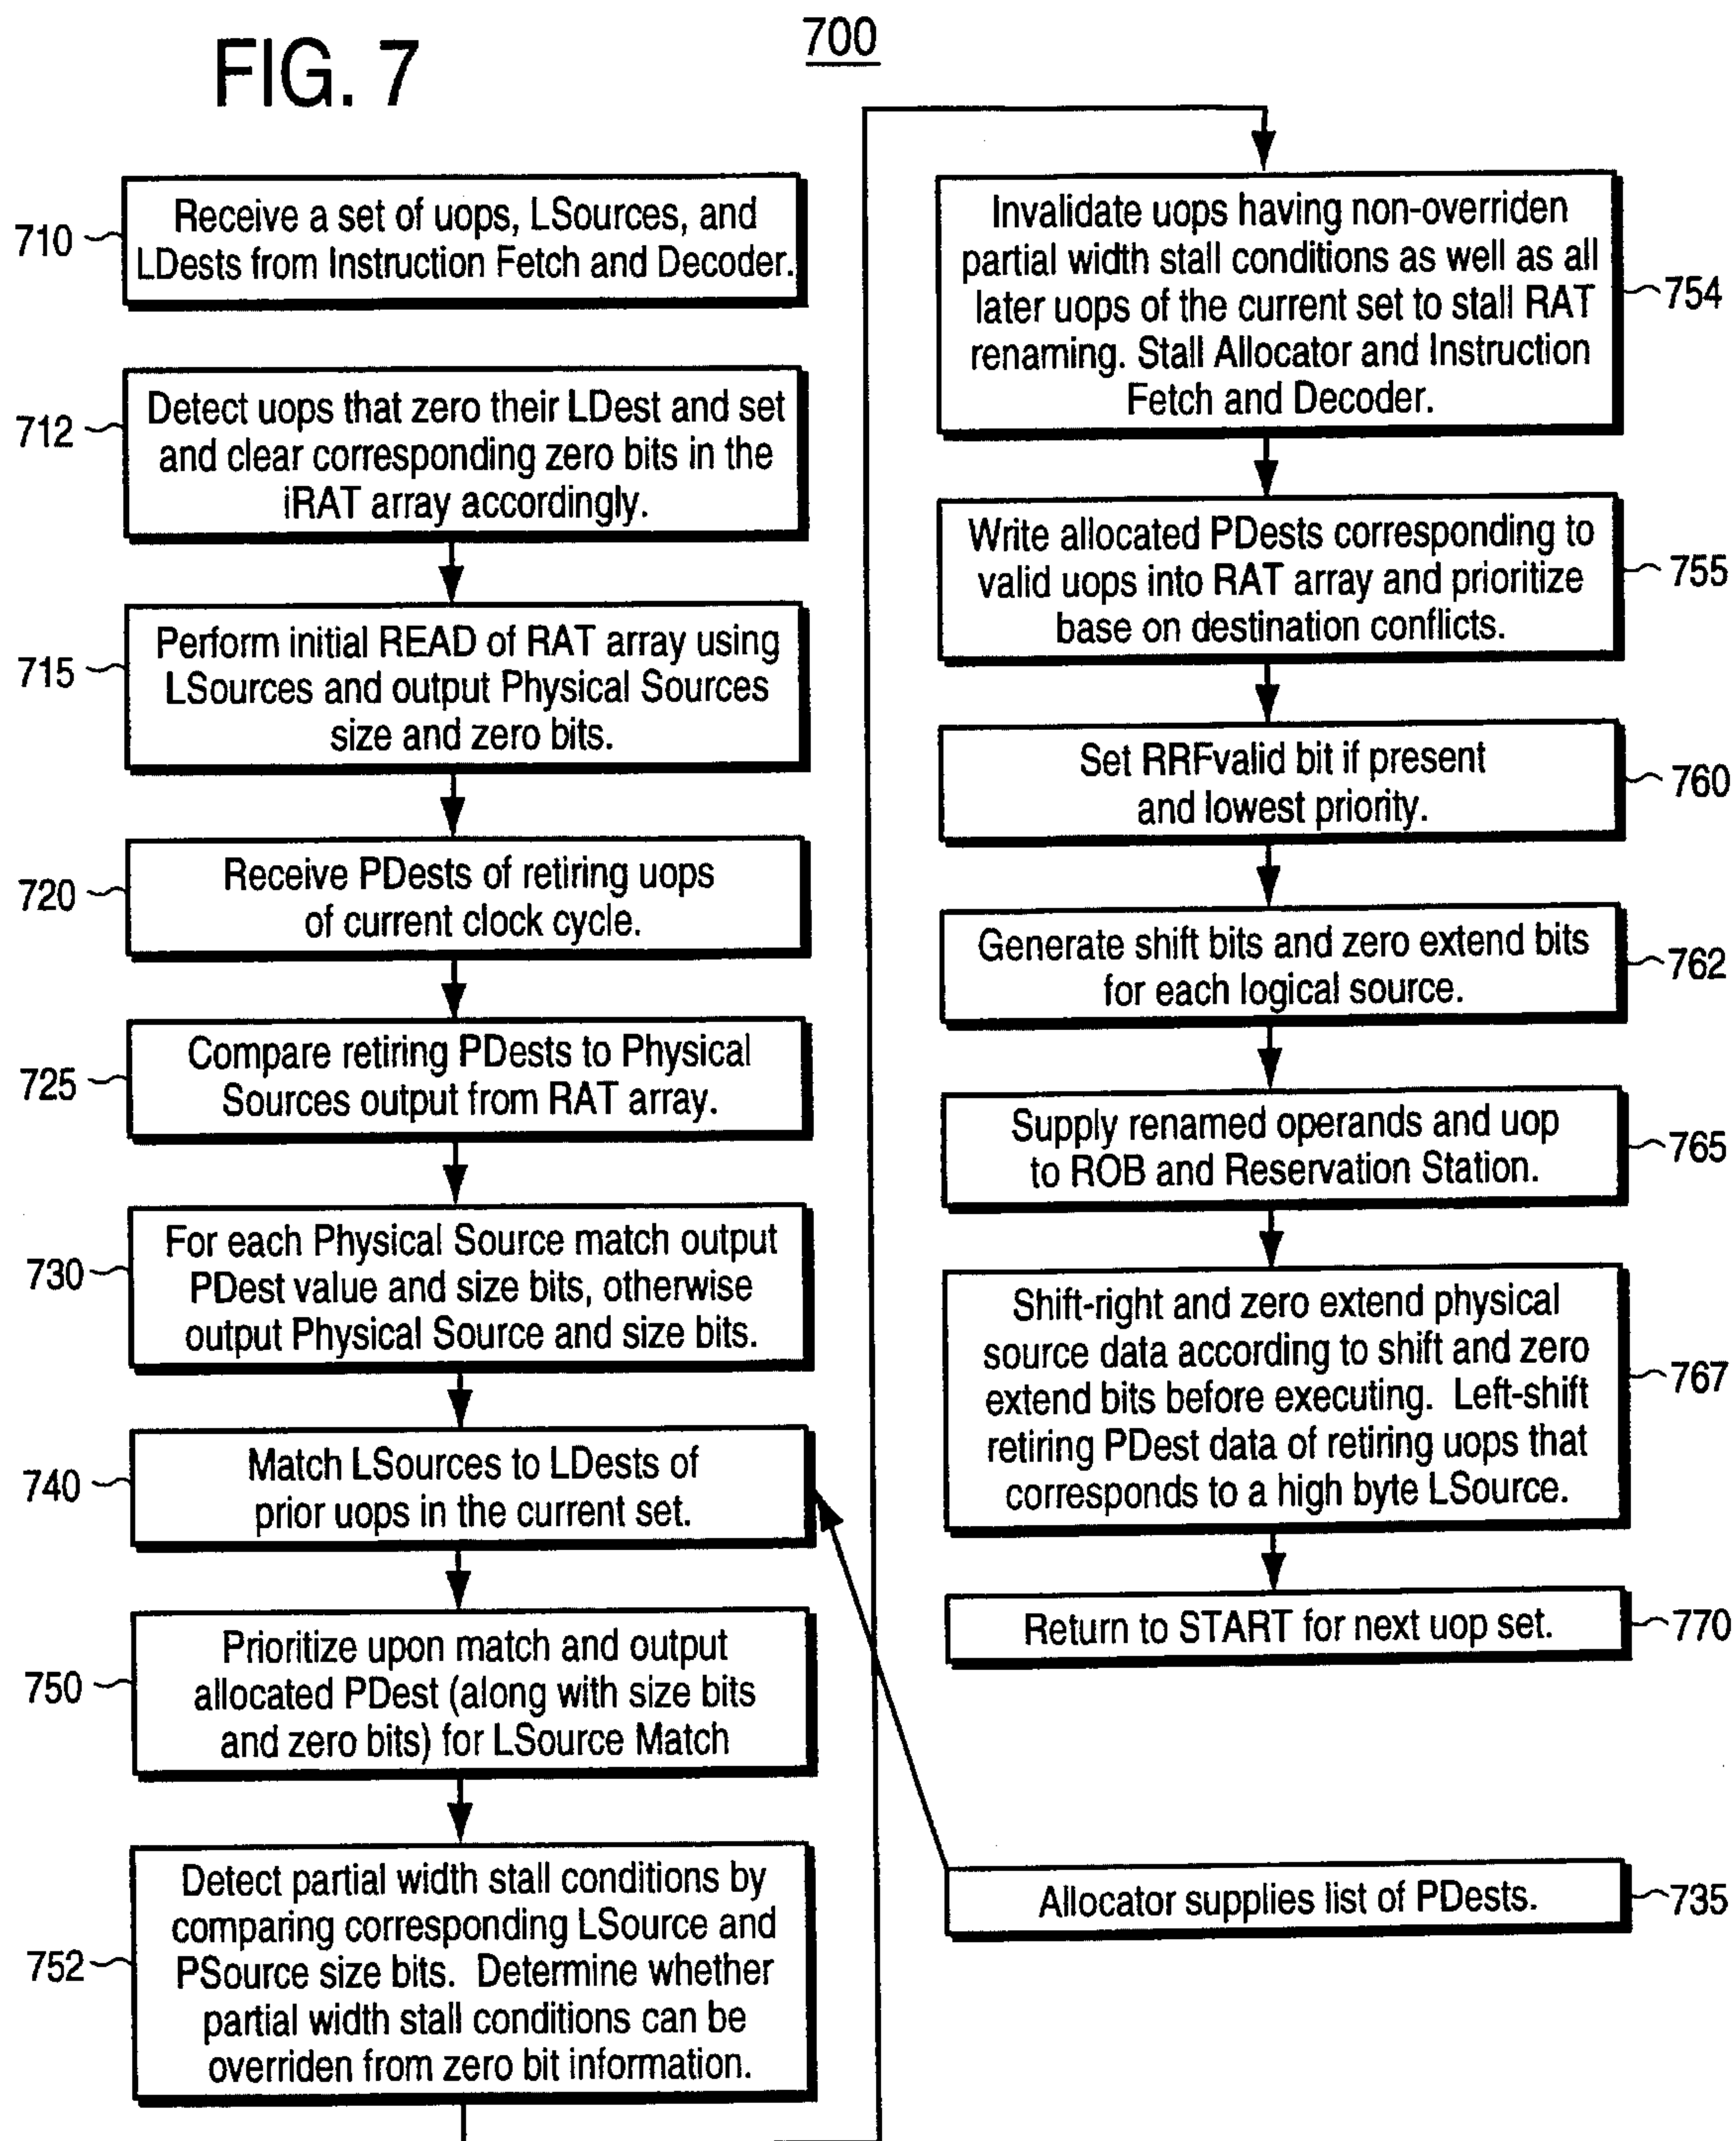 FIG. 7
700
710
Receive a set of uops, LSources, and
LDests from Instruction Fetch and Decoder.
712
Detect uops that zero their LDest and set
and clear corresponding zero bits in the
iRAT array accordingly.
715
Perform initial READ of RAT array using
LSources and output Physical Sources
size and zero bits.
720
Receive PDests of retiring uops
of current clock cycle.
725
Compare retiring PDests to Physical
Sources output from RAT array.
730
For each Physical Source match output
PDest value and size bits, otherwise
output Physical Source and size bits.
740
Match LSources to LDests of
prior uops in the current set.
750
Prioritize upon match and output
allocated PDest (along with size bits
and zero bits) for LSource Match
752
Detect partial width stall conditions by
comparing corresponding LSource and
PSource size bits. Determine whether
partial width stall conditions can be
overriden from zero bit information.
Invalidate uops having non-overriden
partial width stall conditions as well as all
later uops of the current set to stall RAT
renaming. Stall Allocator and Instruction
Fetch and Decoder.
754
Write allocated PDests corresponding to
valid uops into RAT array and prioritize
base on destination conflicts.
755
Set RRFvalid bit if present
and lowest priority.
760
Generate shift bits and zero extend bits
for each logical source.
762
Supply renamed operands and uop
to ROB and Reservation Station.
765
Shift-right and zero extend physical
source data according to shift and zero
extend bits before executing. Left-shift
retiring PDest data of retiring uops that
corresponds to a high byte LSource.
767
Return to START for next uop set.
770
Allocator supplies list of PDests.
735